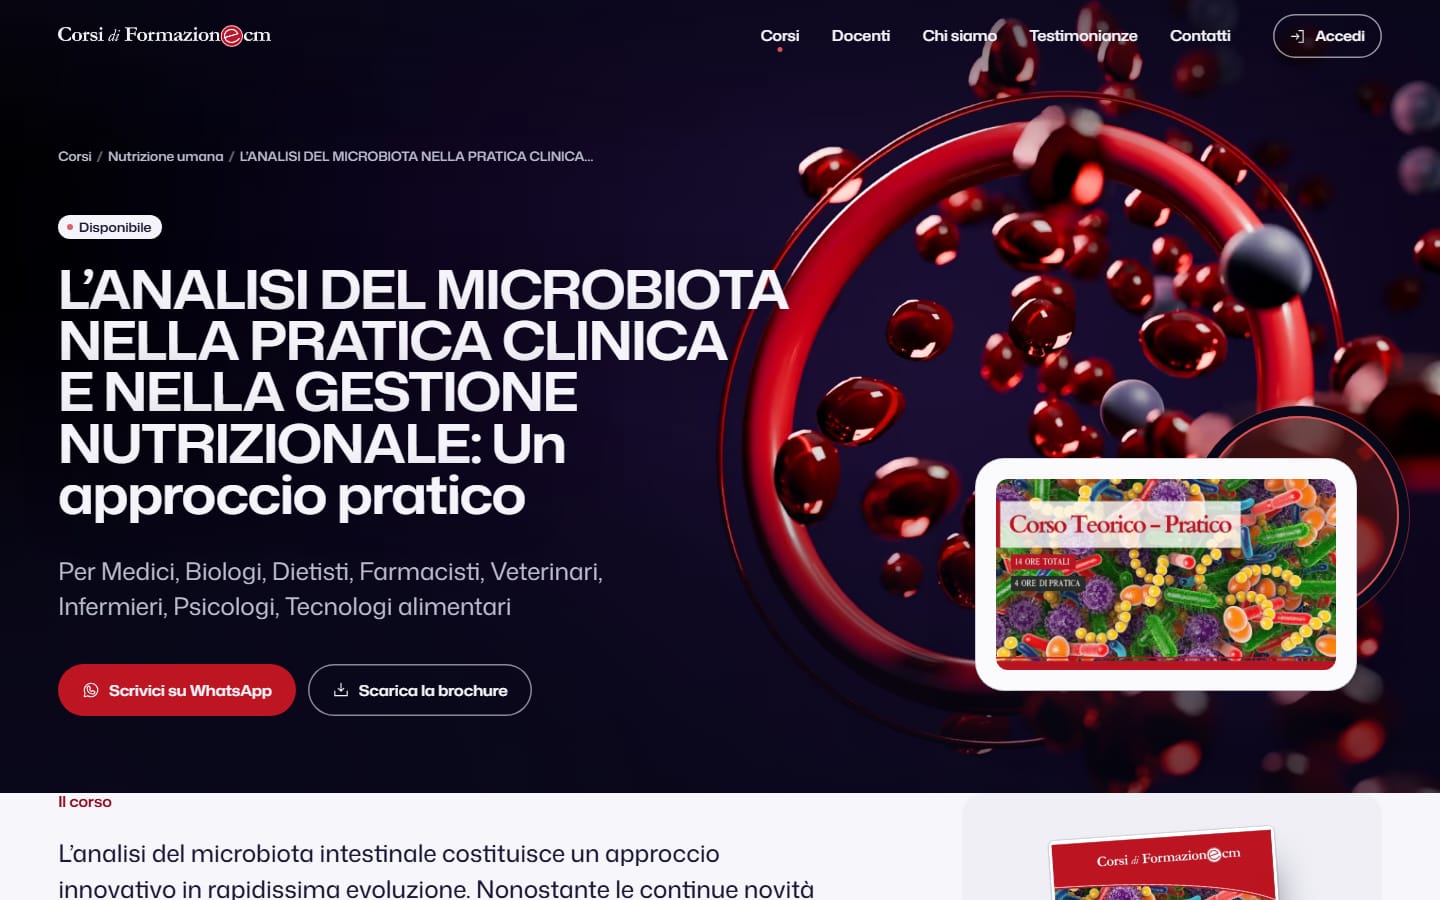 Corsi di Formazionecm
Corsi
Docenti
Chi siamo
Testimonianze
Contatti
Accedi
Corsi / Nutrizione umana / L’ANALISI DEL MICROBIOTA NELLA PRATICA CLINICA...
Disponibile
L’ANALISI DEL MICROBIOTA
NELLA PRATICA CLINICA
E NELLA GESTIONE
NUTRIZIONALE: Un
approccio pratico
Per Medici, Biologi, Dietisti, Farmacisti, Veterinari,
Infermieri, Psicologi, Tecnologi alimentari
Scrivici su WhatsApp
Scarica la brochure
Corso Teorico – Pratico
14 ORE TOTALI
4 ORE DI PRATICA
Il corso
L’analisi del microbiota intestinale costituisce un approccio
innovativo in rapidissima evoluzione. Nonostante le continue novità
Corsi di Formazionecm